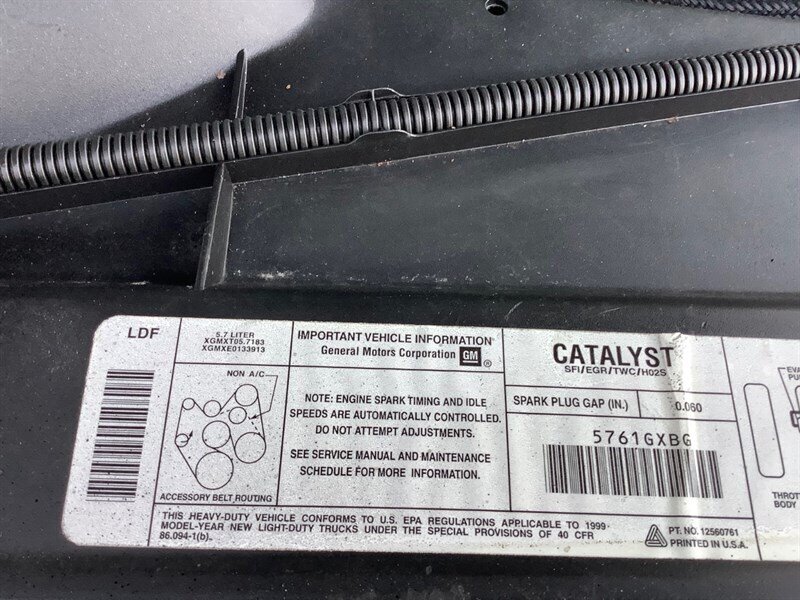 LDF
5.7 LITER
XGMXT05.7183
XGMXE0133913
NON A/C
ACCESSORY BELT ROUTING
IMPORTANT VEHICLE INFORMATION
General Motors Corporation GM ®
NOTE: ENGINE SPARK TIMING AND IDLE
SPEEDS ARE AUTOMATICALLY CONTROLLED.
DO NOT ATTEMPT ADJUSTMENTS.
SEE SERVICE MANUAL AND MAINTENANCE
SCHEDULE FOR MORE INFORMATION.
CATALYST
SFI/EGR/TWC/HO2S
SPARK PLUG GAP (IN.) 0.060
5761GXBG
THIS HEAVY-DUTY VEHICLE CONFORMS TO U.S. EPA REGULATIONS APPLICABLE TO 1999
MODEL-YEAR NEW LIGHT-DUTY TRUCKS UNDER THE SPECIAL PROVISIONS OF 40 CFR
86.094-1(b).
PT. NO. 12560761
PRINTED IN U.S.A.
EVA
PU
THROTT
BODY